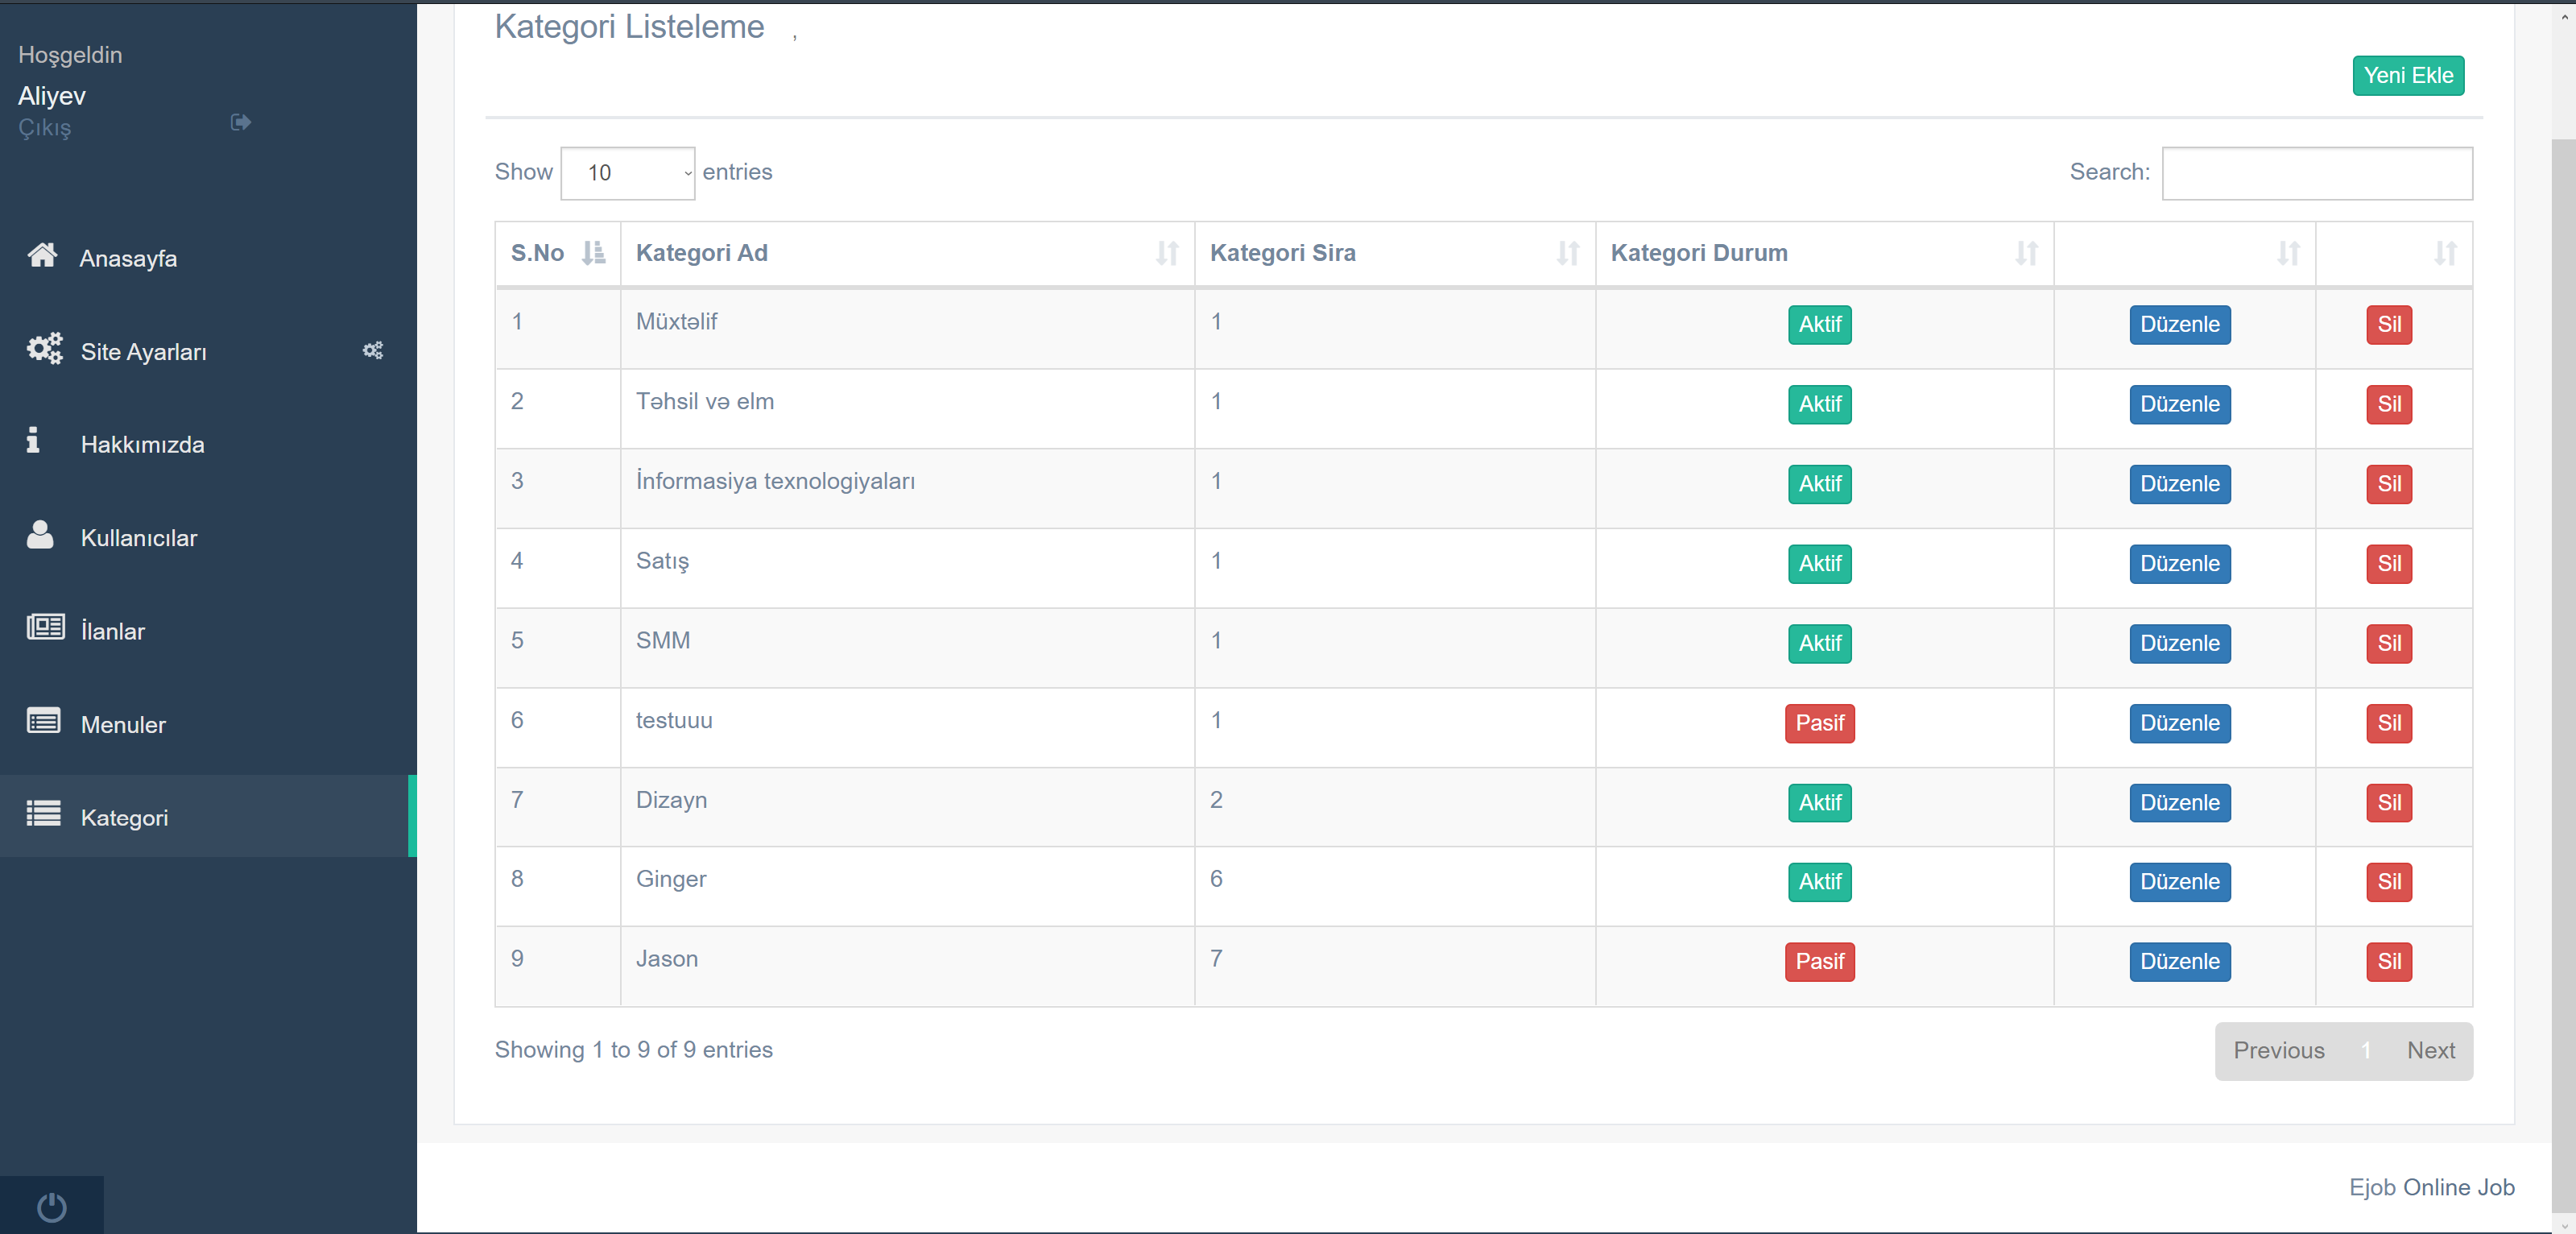 Kategori Listeleme ,
Hoşgeldin
Aliyev
Çıkış
Yeni Ekle
Show 10 entries Search:
S.No Kategori Ad Kategori Sira Kategori Durum
1 Müxtəlif 1 Aktif Düzenle Sil
2 Təhsil və elm 1 Aktif Düzenle Sil
3 İnformasiya texnologiyaları 1 Aktif Düzenle Sil
4 Satış 1 Aktif Düzenle Sil
5 SMM 1 Aktif Düzenle Sil
6 testuuu 1 Pasif Düzenle Sil
7 Dizayn 2 Aktif Düzenle Sil
8 Ginger 6 Aktif Düzenle Sil
9 Jason 7 Pasif Düzenle Sil
Showing 1 to 9 of 9 entries Previous 1 Next
Anasayfa
Site Ayarları
Hakkımızda
Kullanıcılar
İlanlar
Menuler
Kategori
Ejob Online Job